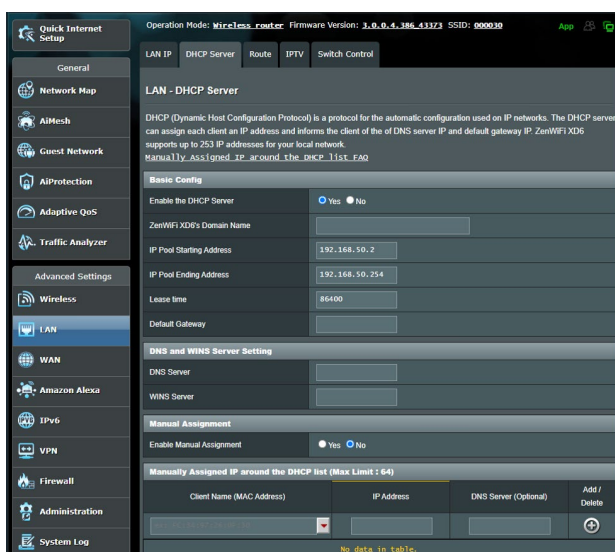 Quick Internet
Setup
General
Network Map
AiMesh
Guest Network
AiProtection
Adaptive QoS
Traffic Analyzer
Advanced Settings
Wireless
LAN
WAN
Amazon Alexa
IPv6
VPN
Firewall
Administration
System Log
Operation Mode: Wireless router Firmware Version: 3.0.0.4.386_43373 SSID: 000030
App
LAN IP DHCP Server Route IPTV Switch Control
LAN - DHCP Server
DHCP (Dynamic Host Configuration Protocol) is a protocol for the automatic configuration used on IP networks. The DHCP server
can assign each client an IP address and informs the client of the of DNS server IP and default gateway IP. ZenWiFi XD6
supports up to 253 IP addresses for your local network.
Manually Assigned IP around the DHCP list FAQ
Basic Config
Enable the DHCP Server Yes No
ZenWiFi XD6's Domain Name
IP Pool Starting Address 192.168.50.2
IP Pool Ending Address 192.168.50.254
Lease time 86400
Default Gateway
DNS and WINS Server Setting
DNS Server
WINS Server
Manual Assignment
Enable Manual Assignment Yes No
Manually Assigned IP around the DHCP list (Max Limit : 64)
Client Name (MAC Address) IP Address DNS Server (Optional) Add /
Delete
No data in table.